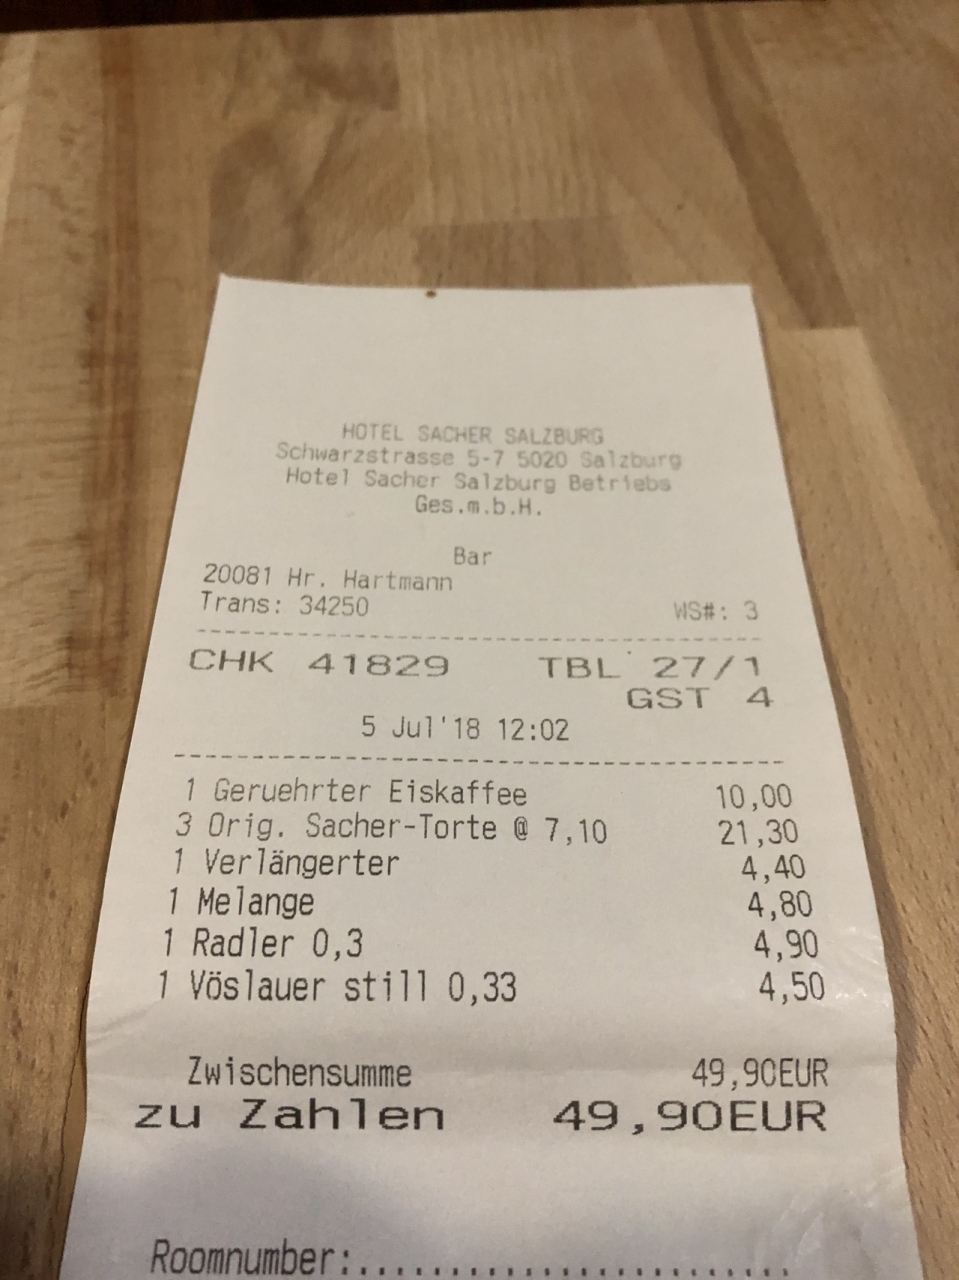 HOTEL SACHER SALZBURG
Schwarzstrasse 5-7 5020 Salzburg
Hotel Sacher Salzburg Betriebs
Ges.m.b.H.
Bar
20081 Hr. Hartmann
Trans: 34250 WS#: 3
CHK 41829 TBL 27/1
GST 4
5 Jul'18 12:02
1 Geruehrter Eiskaffee 10,00
3 Orig. Sacher-Torte @ 7,10 21,30
1 Verlängerter 4,40
1 Melange 4,80
1 Radler 0,3 4,90
1 Vöslauer still 0,33 4,50
Zwischensumme 49,90EUR
zu Zahlen 49,90EUR
Roomnumber:........................